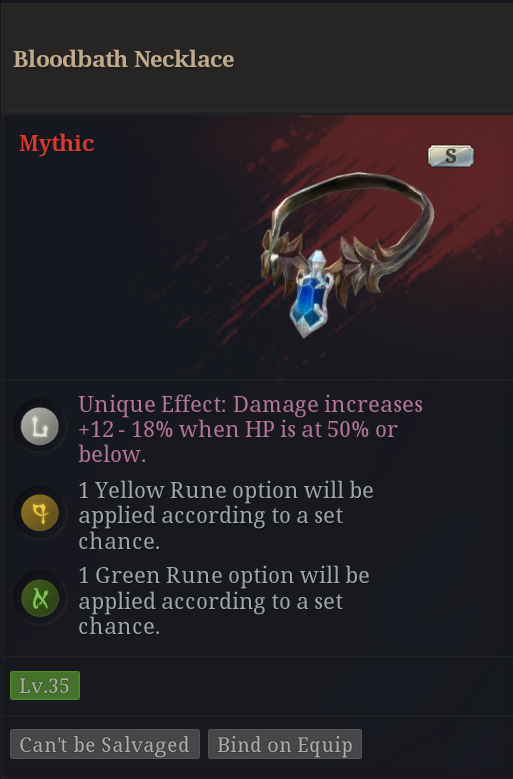 Bloodbath Necklace
Mythic
S
Unique Effect: Damage increases
+12 - 18% when HP is at 50% or
below.
1 Yellow Rune option will be
applied according to a set
chance.
1 Green Rune option will be
applied according to a set
chance.
Lv.35
Can't be Salvaged
Bind on Equip